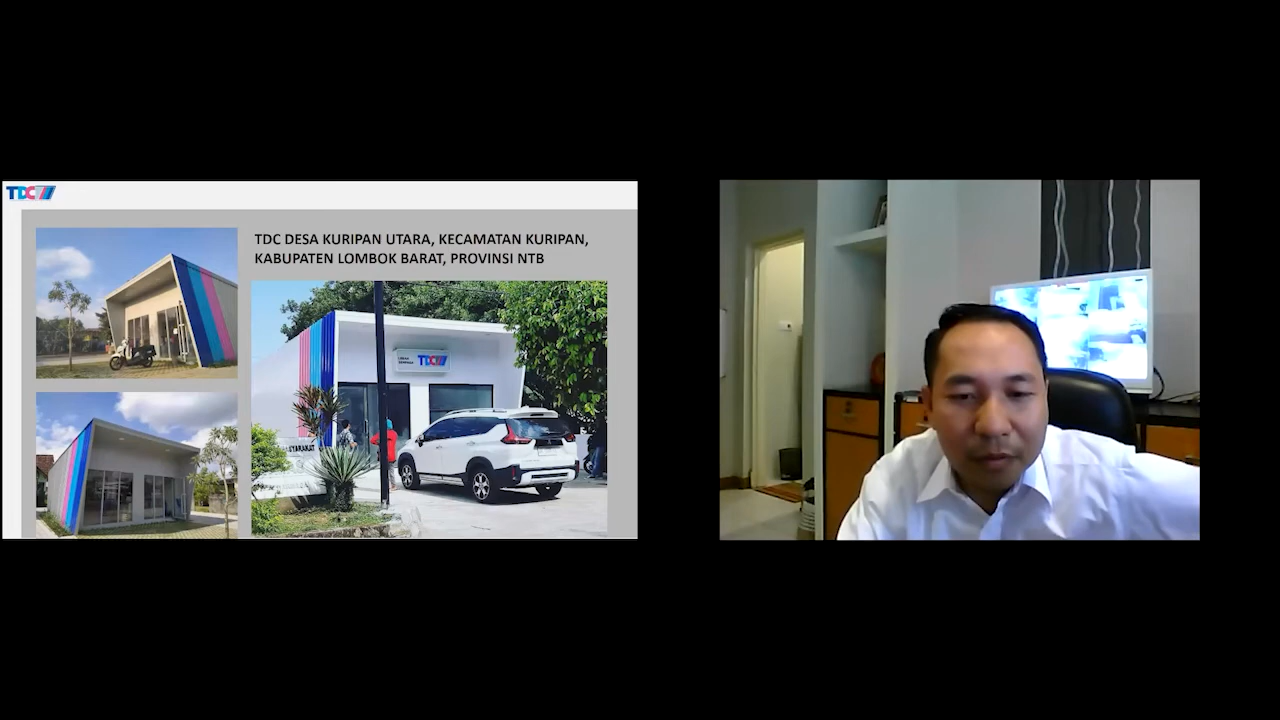 TDC
TDC DESA KURIPAN UTARA, KECAMATAN KURIPAN,
KABUPATEN LOMBOK BARAT, PROVINSI NTB
TDC